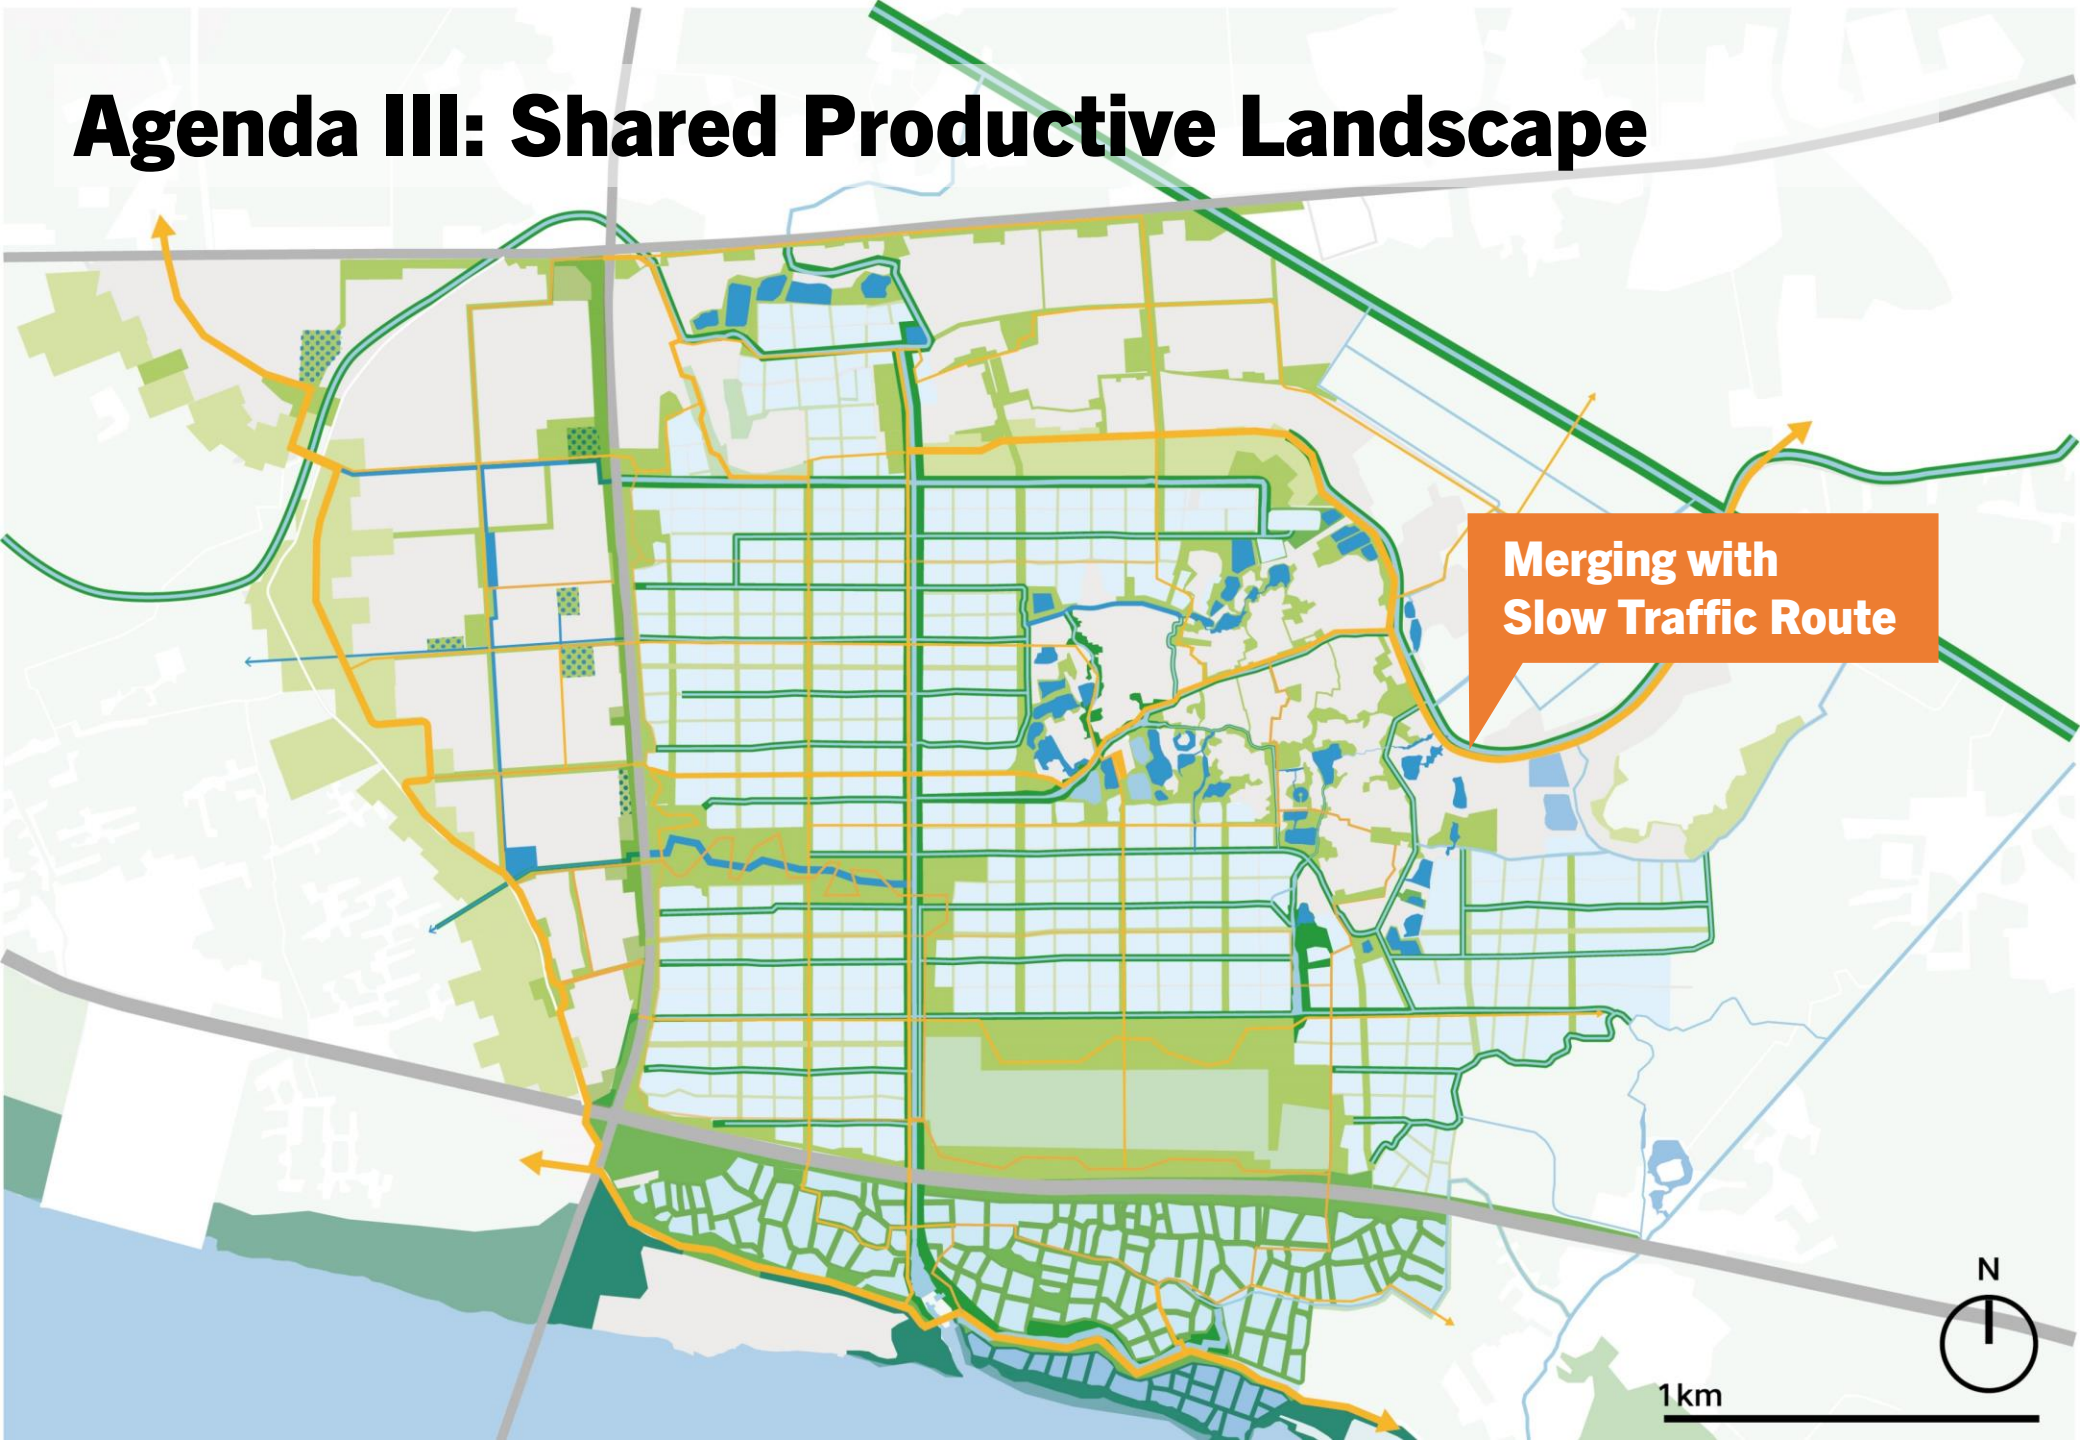 Agenda III: Shared Productive Landscape
Merging with
Slow Traffic Route
N
1km